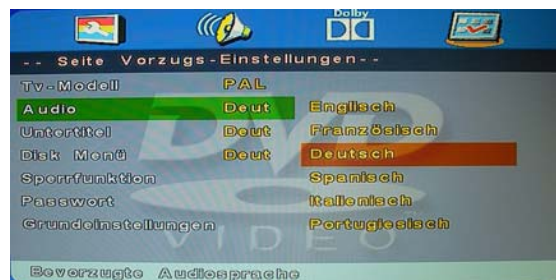 Dolby
-- Seite Vorzugs-Einstellungen--
Tv-Modell PAL
Audio Deut Englisch
Untertitel Deut Französisch
Disk Menü Deut Deutsch
Sperrfunktion Spanisch
Passwort Italienisch
Grundeinstellungen Portugiesisch
DVD
VIDEO
Bevorzugte Audiosprache